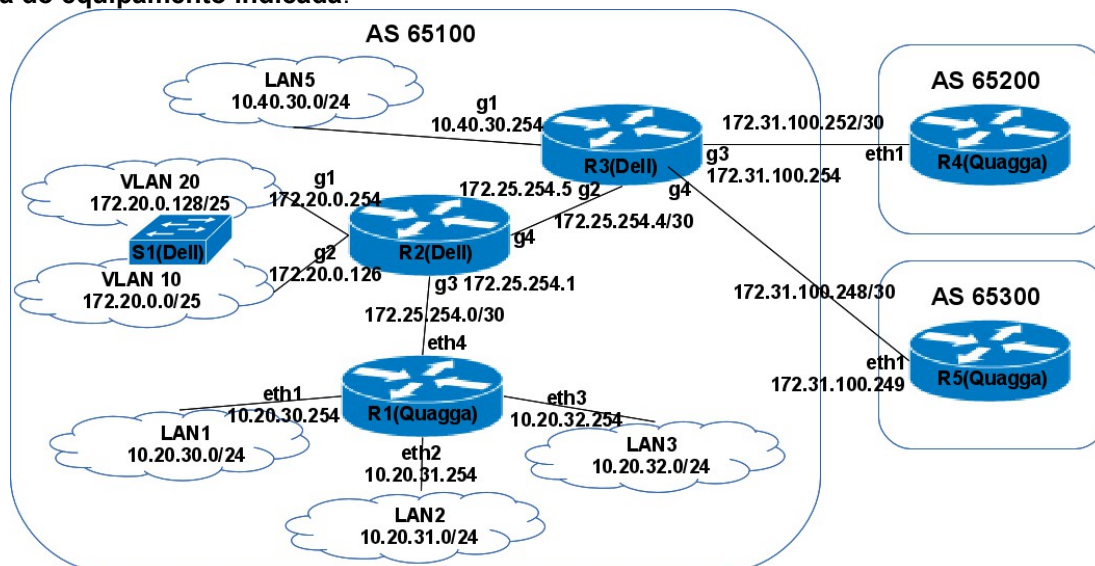 a do equipamento indicada.
AS 65100
LAN5
10.40.30.0/24
g1
10.40.30.254
R3(Dell)
172.31.100.252/30
g3
172.31.100.254
g4
AS 65200
eth1
R4(Quagga)
VLAN 20
172.20.0.128/25
g1
172.20.0.254
172.25.254.5 g2
172.25.254.4/30
S1(Dell)
R2(Dell)
g4
g2
172.20.0.126
VLAN 10
172.20.0.0/25
g3 172.25.254.1
172.25.254.0/30
172.31.100.248/30
AS 65300
eth1
172.31.100.249
R5(Quagga)
eth4
eth1
10.20.30.254
R1(Quagga)
eth3
10.20.32.254
LAN1
10.20.30.0/24
eth2
10.20.31.254
LAN3
10.20.32.0/24
LAN2
10.20.31.0/24